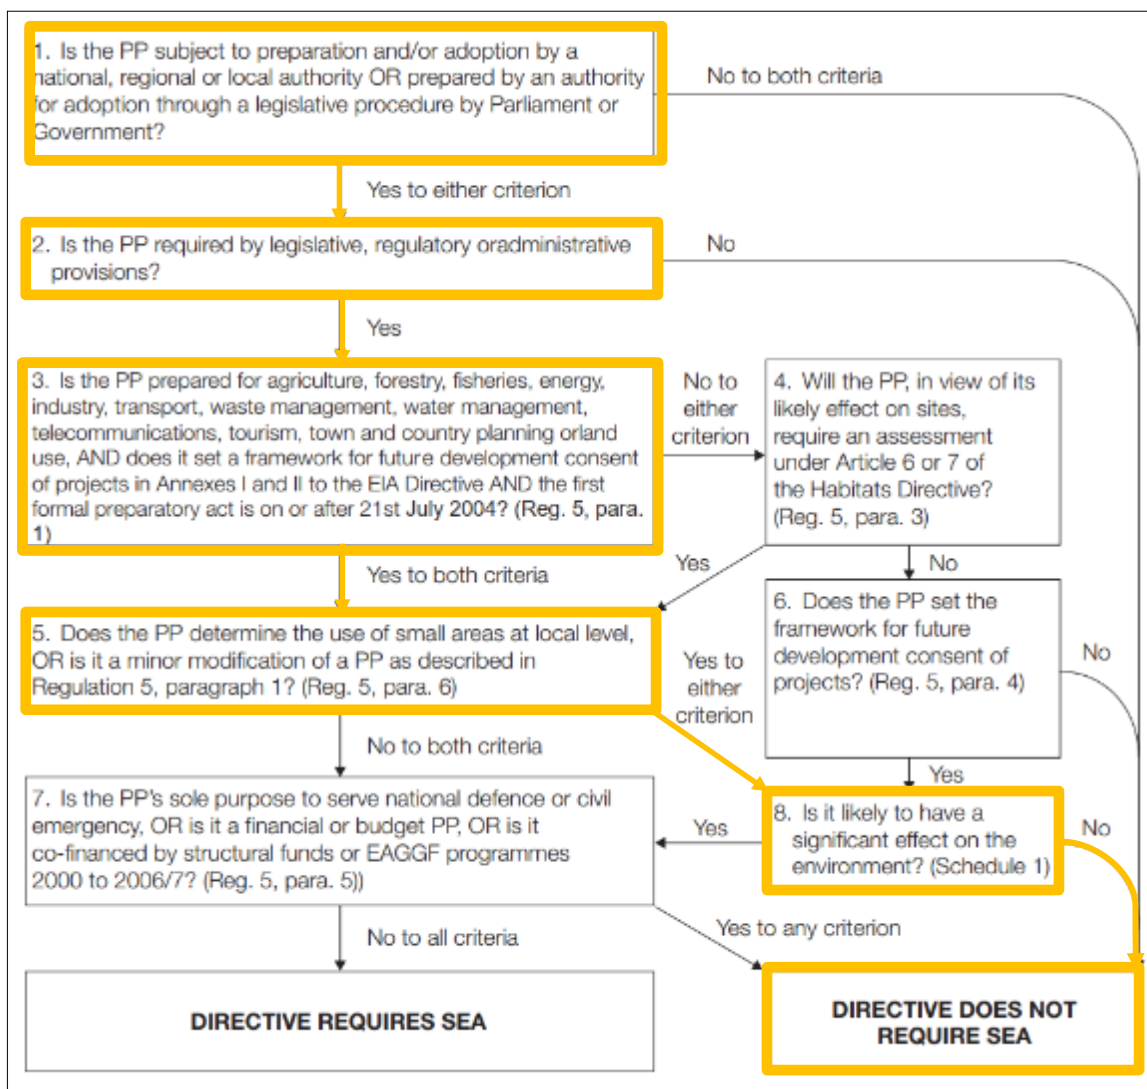 1. Is the PP subject to preparation and/or adoption by a
national, regional or local authority OR prepared by an authority
for adoption through a legislative procedure by Parliament or
Government?
No to both criteria
Yes to either criterion
2. Is the PP required by legislative, regulatory oradministrative
provisions?
No
Yes
3. Is the PP prepared for agriculture, forestry, fisheries, energy,
industry, transport, waste management, water management,
telecommunications, tourism, town and country planning orland
use, AND does it set a framework for future development consent
of projects in Annexes I and II to the EIA Directive AND the first
formal preparatory act is on or after 21st July 2004? (Reg. 5, para.
1)
No to
either
criterion
4. Will the PP, in view of its
likely effect on sites,
require an assessment
under Article 6 or 7 of
the Habitats Directive?
(Reg. 5, para. 3)
Yes to both criteria
Yes
No
5. Does the PP determine the use of small areas at local level,
OR is it a minor modification of a PP as described in
Regulation 5, paragraph 1? (Reg. 5, para. 6)
Yes to
either
criterion
6. Does the PP set the
framework for future
development consent of
projects? (Reg. 5, para. 4)
No
No to both criteria
Yes
7. Is the PP's sole purpose to serve national defence or civil
emergency, OR is it a financial or budget PP, OR is it
co-financed by structural funds or EAGGF programmes
2000 to 2006/7? (Reg. 5, para. 5))
Yes
8. Is it likely to have a
significant effect on the
environment? (Schedule 1)
No
No to all criteria
Yes to any criterion
DIRECTIVE REQUIRES SEA
DIRECTIVE DOES NOT
REQUIRE SEA